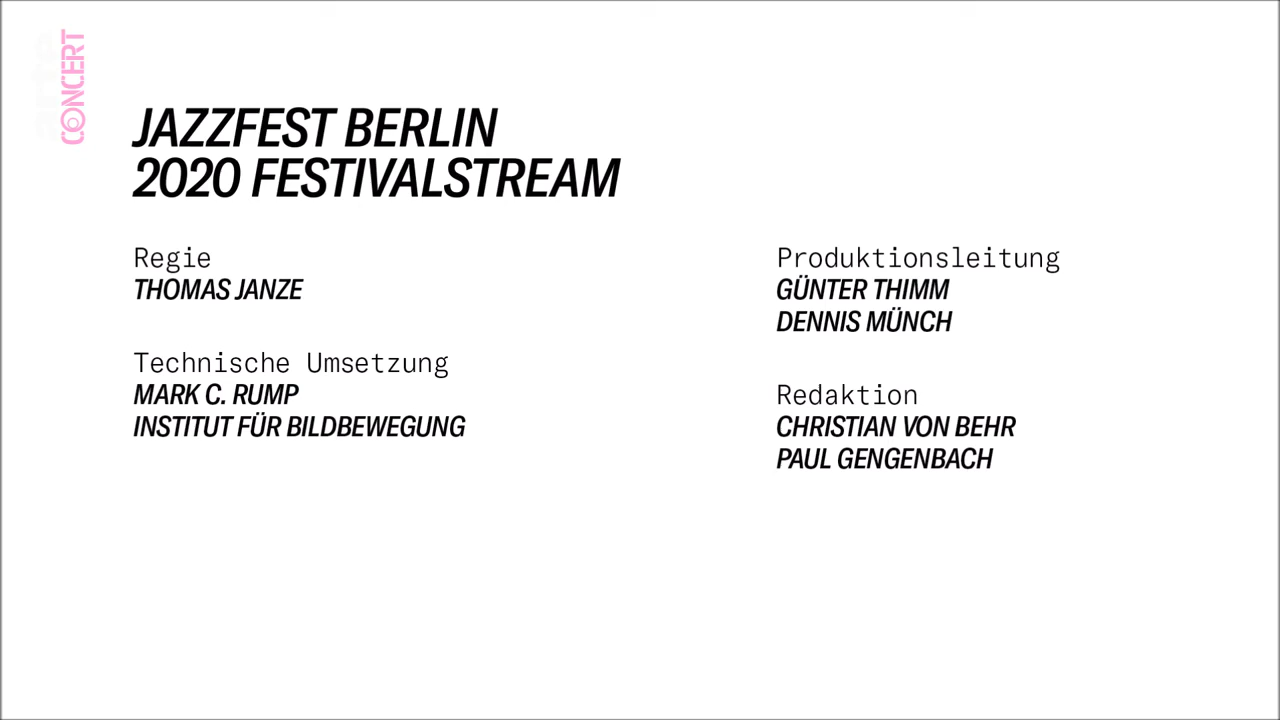 CONCERT
JAZZFEST BERLIN
2020 FESTIVALSTREAM
Regie
THOMAS JANZE
Technische Umsetzung
MARK C. RUMP
INSTITUT FÜR BILDBEWEGUNG
Produktionsleitung
GÜNTER THIMM
DENNIS MÜNCH
Redaktion
CHRISTIAN VON BEHR
PAUL GENGENBACH